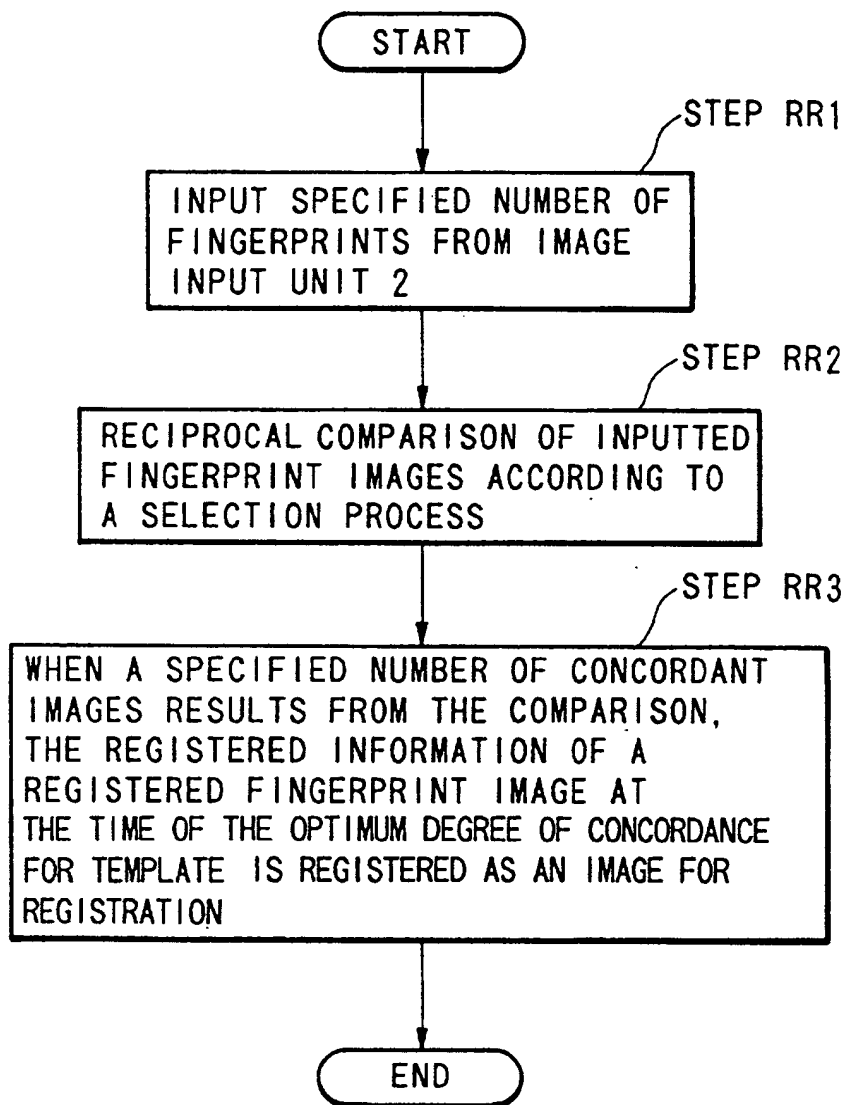 START
STEP RR1
INPUT SPECIFIED NUMBER OF
FINGERPRINTS FROM IMAGE
INPUT UNIT 2
STEP RR2
RECIPROCAL COMPARISON OF INPUTTED
FINGERPRINT IMAGES ACCORDING TO
A SELECTION PROCESS
STEP RR3
WHEN A SPECIFIED NUMBER OF CONCORDANT
IMAGES RESULTS FROM THE COMPARISON,
THE REGISTERED INFORMATION OF A
REGISTERED FINGERPRINT IMAGE AT
THE TIME OF THE OPTIMUM DEGREE OF CONCORDANCE
FOR TEMPLATE IS REGISTERED AS AN IMAGE FOR
REGISTRATION
END